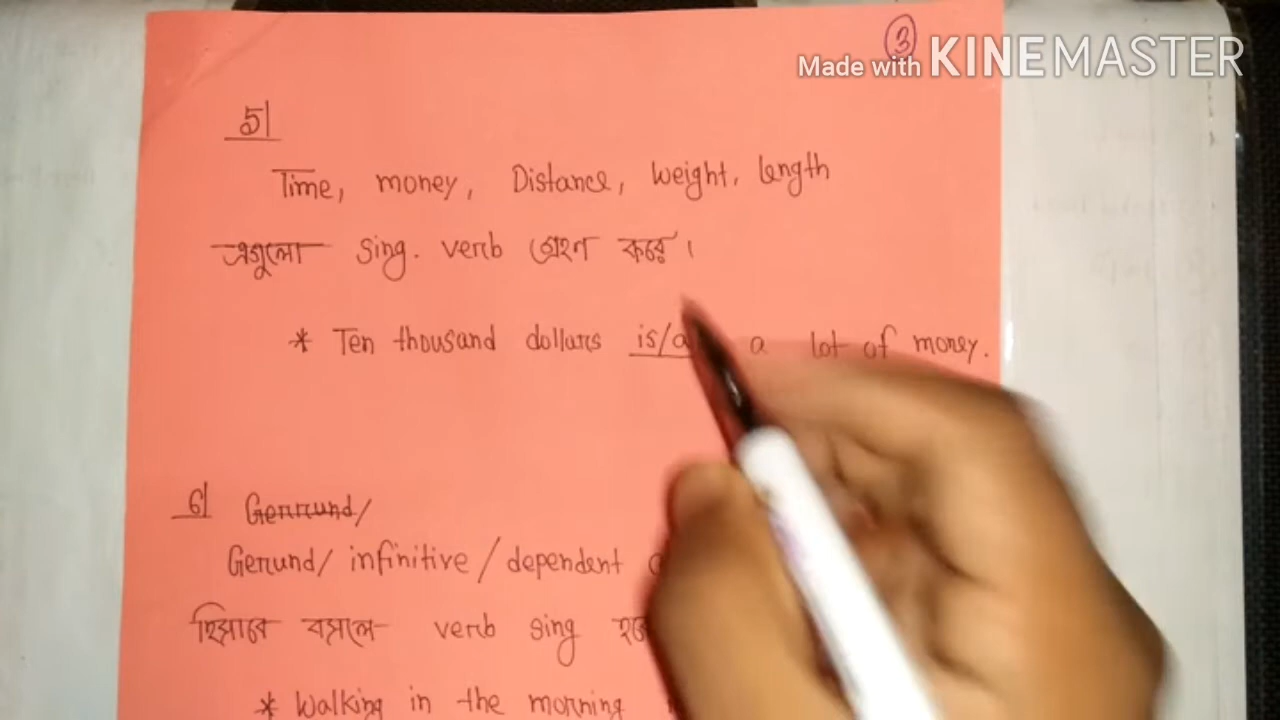 3
Made with KINEMASTER
5|
Time, money, Distance, weight, length
এগুলো sing. verb গ্রহণ করে।
* Ten thousand dollars is/a a lot of money.
6| Gerrund/
Gerund/ infinitive / dependent
হিসাবে বসলে verb sing
* Walking in the morning